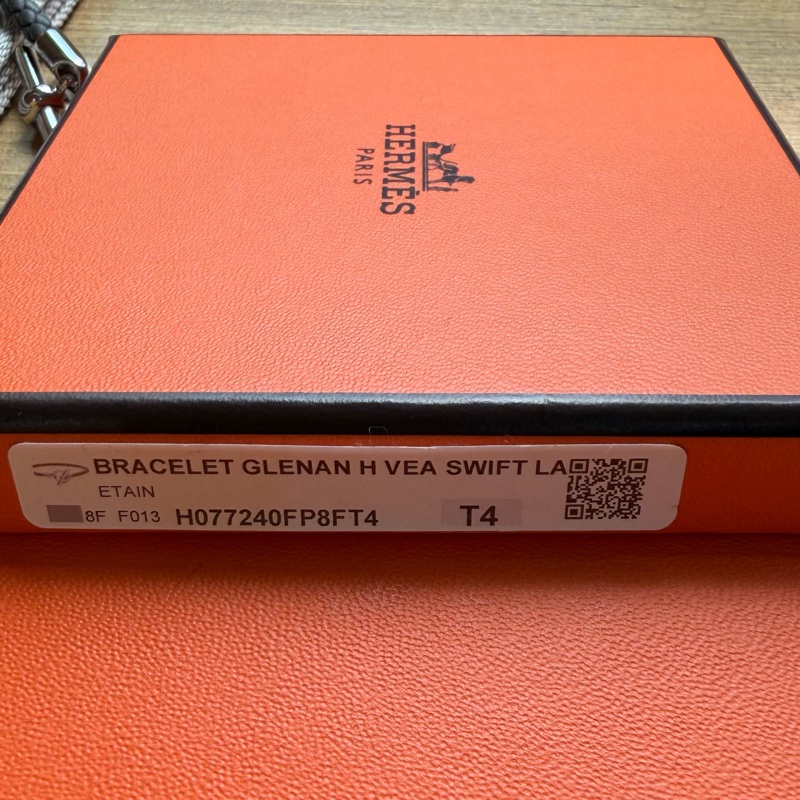 HERMÈS
PARIS
BRACELET GLENAN H VEA SWIFT LA
ETAIN
8F F013 H077240FP8FT4 T4